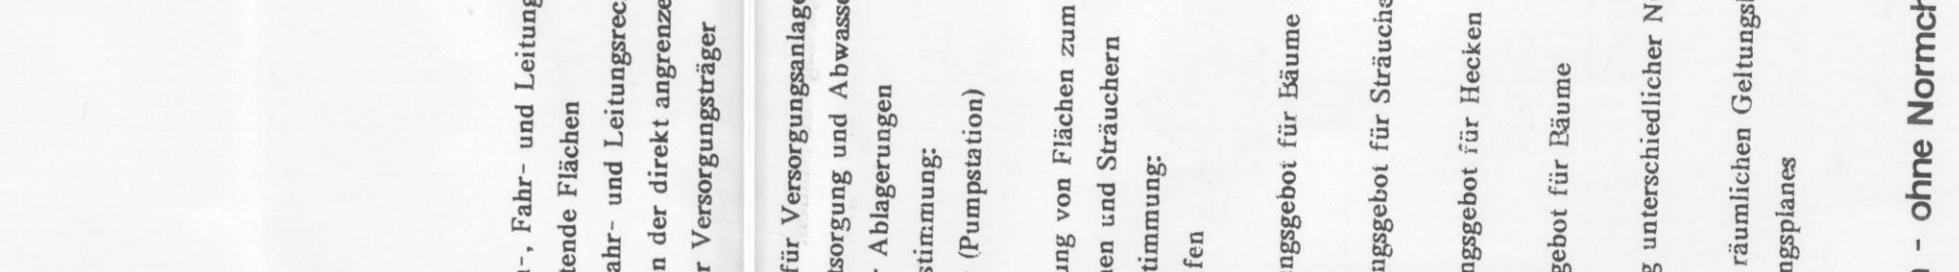 -, Fahr- und Leitung
tende Flächen
ahr- und Leitungsrec
n der direkt angrenze
r Versorgungsträger
für Versorgungsanlage
tsorgung und Abwasse
Ablagerungen
stimmung:
(Pumpstation)
ung von Flächen zum
en und Sträuchern
timmung:
fen
ngsgebot für Bäume
ngsgebot für Sträuchs
ngsgebot für Hecken
gebot für Bäume
g unterschiedlicher N
räumlichen Geltungs
ngsplanes
- ohne Normch